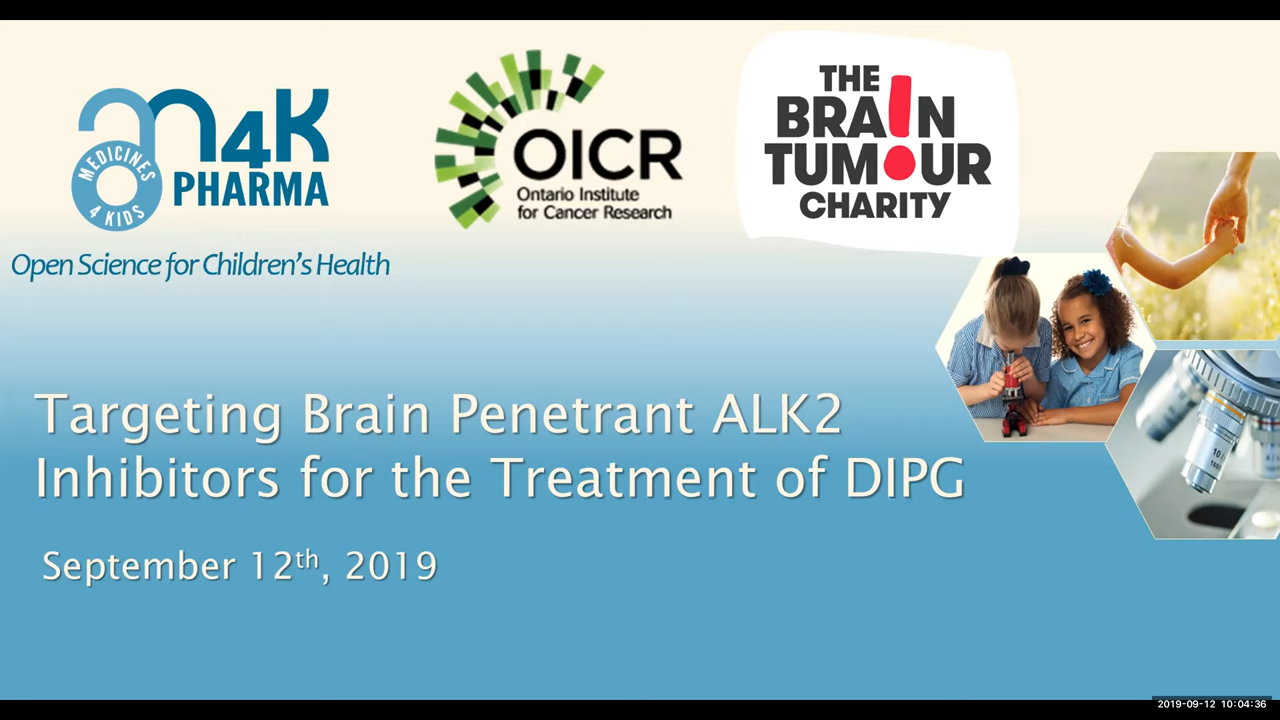 M4K
PHARMA
MEDICINES
4 KIDS
Open Science for Children's Health
OICR
Ontario Institute
for Cancer Research
THE
BRA!N
TUMOUR
CHARITY
Targeting Brain Penetrant ALK2
Inhibitors for the Treatment of DIPG
September 12th, 2019
2019-09-12 10:04:36